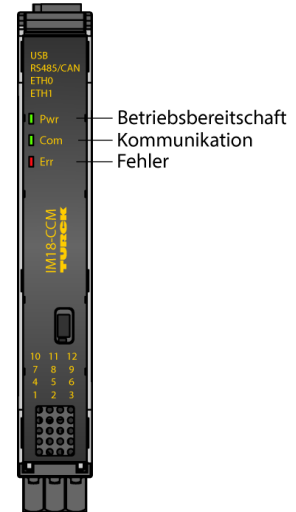 USB
RS485/CAN
ETH0
ETH1
Pwr
Betriebsbereitschaft
Com
Kommunikation
Err
Fehler
IM18-CCM
TURCK
10 11 12
7 8 9
4 5 6
1 2 3